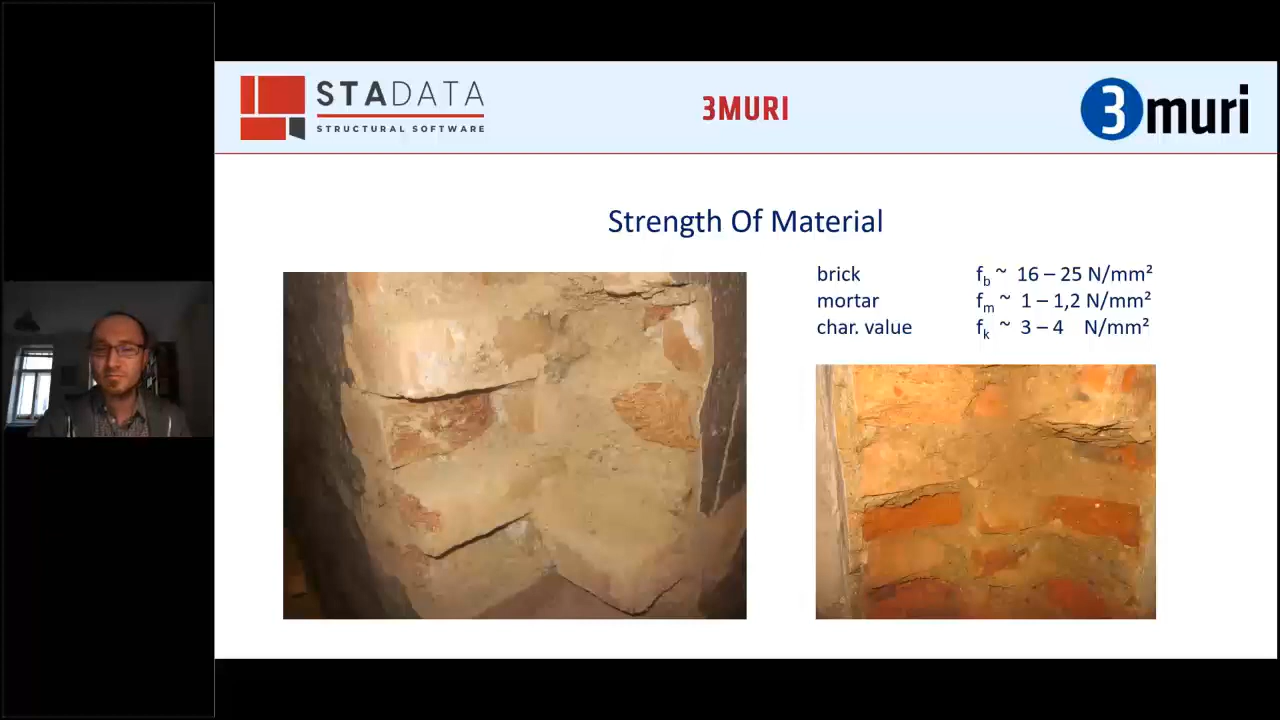 STADATA
STRUCTURAL SOFTWARE
3MURI
3muri
Strength Of Material
brick f_b ~ 16 – 25 N/mm²
mortar f_m ~ 1 – 1,2 N/mm²
char. value f_k ~ 3 – 4 N/mm²